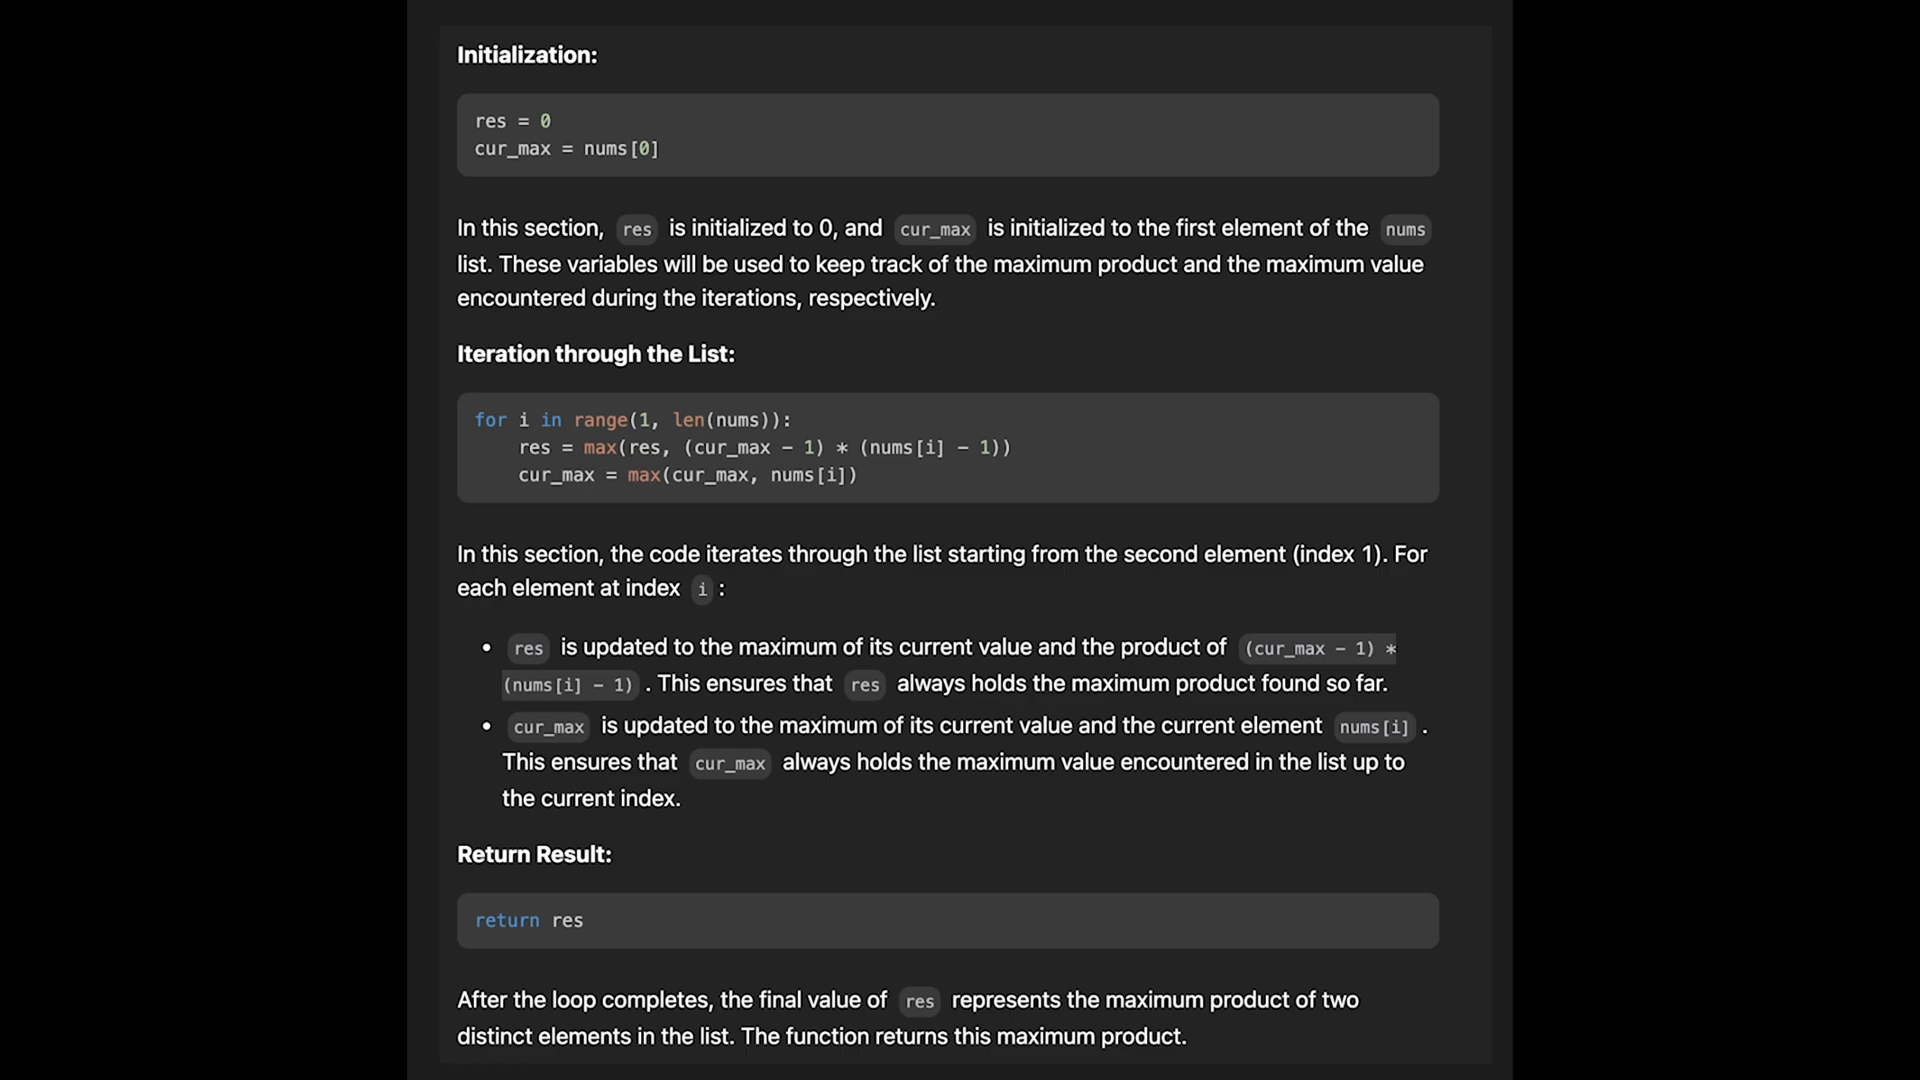 Initialization:
res = 0
cur_max = nums[0]
In this section, res is initialized to 0, and cur_max is initialized to the first element of the nums
list. These variables will be used to keep track of the maximum product and the maximum value
encountered during the iterations, respectively.
Iteration through the List:
for i in range(1, len(nums)):
    res = max(res, (cur_max - 1) * (nums[i] - 1))
    cur_max = max(cur_max, nums[i])
In this section, the code iterates through the list starting from the second element (index 1). For
each element at index i :
• res is updated to the maximum of its current value and the product of (cur_max - 1) *
(nums[i] - 1) . This ensures that res always holds the maximum product found so far.
• cur_max is updated to the maximum of its current value and the current element nums[i] .
This ensures that cur_max always holds the maximum value encountered in the list up to
the current index.
Return Result:
return res
After the loop completes, the final value of res represents the maximum product of two
distinct elements in the list. The function returns this maximum product.